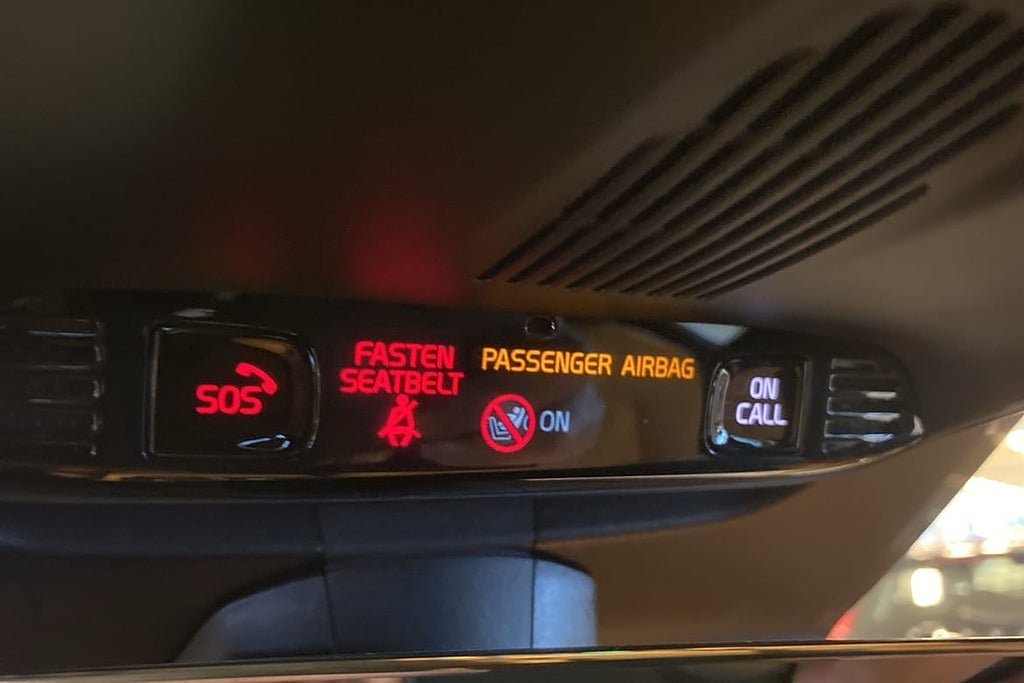 SOS
FASTEN
SEATBELT
PASSENGER AIRBAG
ON
ON
CALL